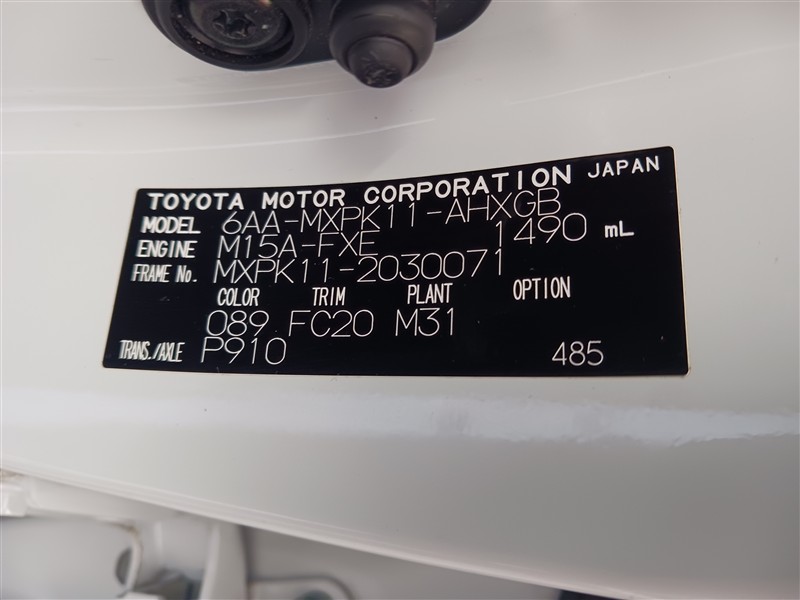 TOYOTA MOTOR CORPORATION JAPAN
MODEL 6AA-MXPK11-AHXGB
ENGINE M15A-FXE 1490 mL
FRAME No. MXPK11-2030071
COLOR TRIM PLANT OPTION
089 FC20 M31
TRANS./AXLE P910 485